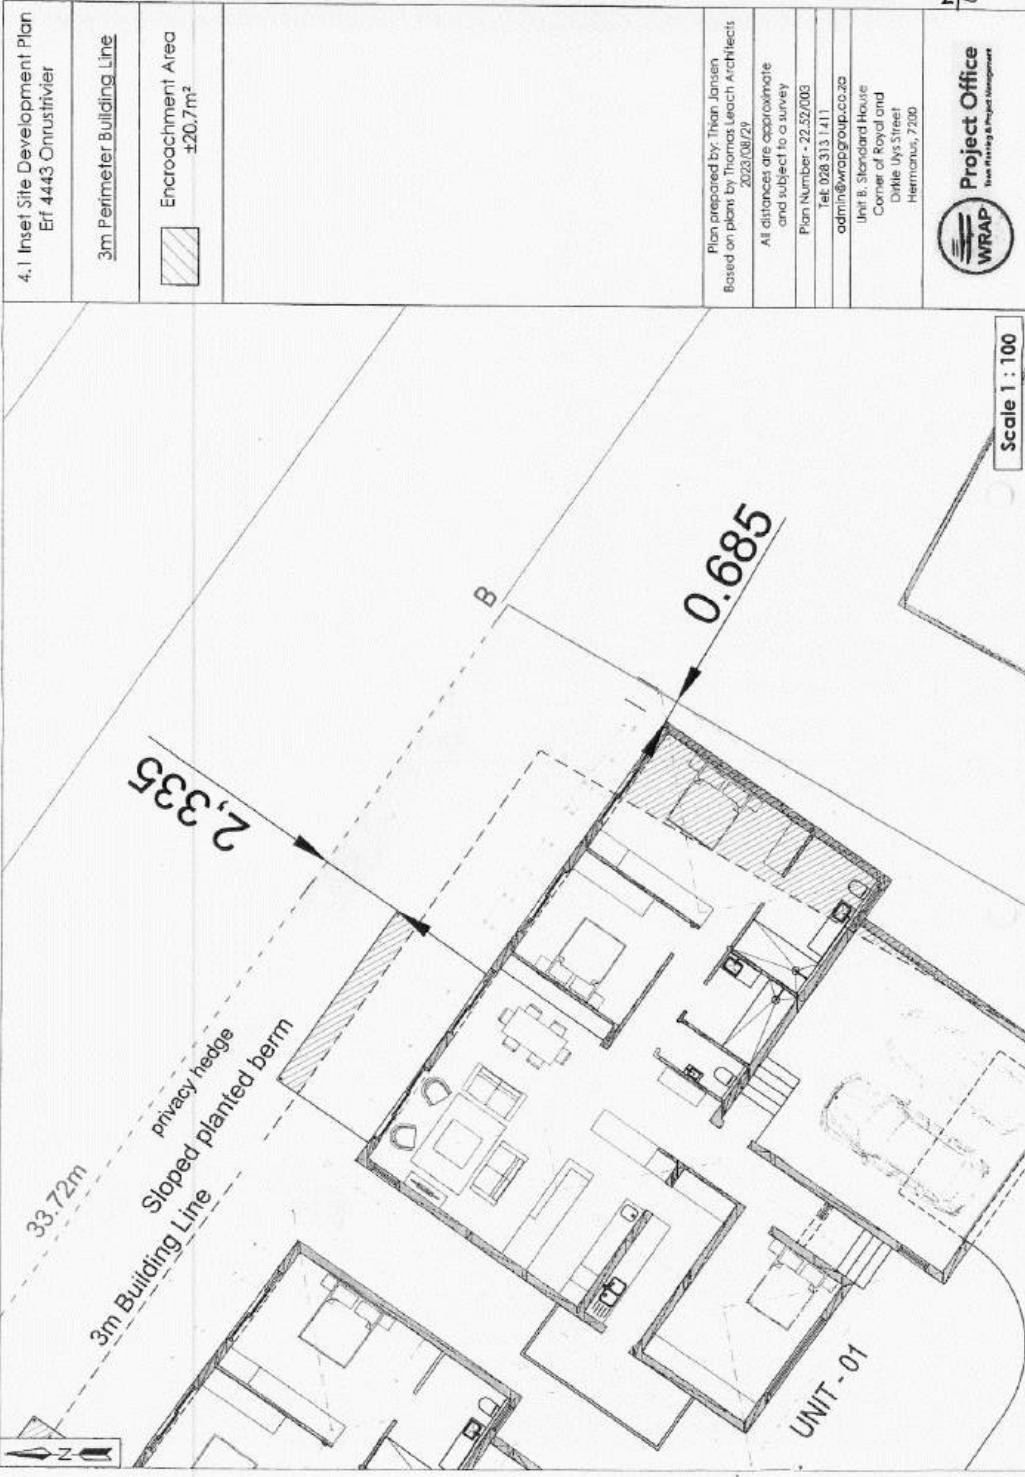 4.1 Inset Site Development Plan
Erf 4443 Onrustrivier
3m Perimeter Building Line
Encroachment Area
±20,7m²
Plan prepared by: Thian Jansen
Based on plans by Thomas Leach Architects
2023/08/29
All distances are approximate
and subject to a survey
Plan Number - 22.52/003
Tel: 028 313 1411
admin@wrapgroup.co.za
Unit B, Standard House
Corner of Royal and
Dirkie Uys Street
Hermanus, 7200
WRAP
Project Office
Town Planning & Project Management
Scale 1 : 100
33.72m
privacy hedge
Sloped planted berm
3m Building Line
2,335
B
0.685
UNIT - 01
N